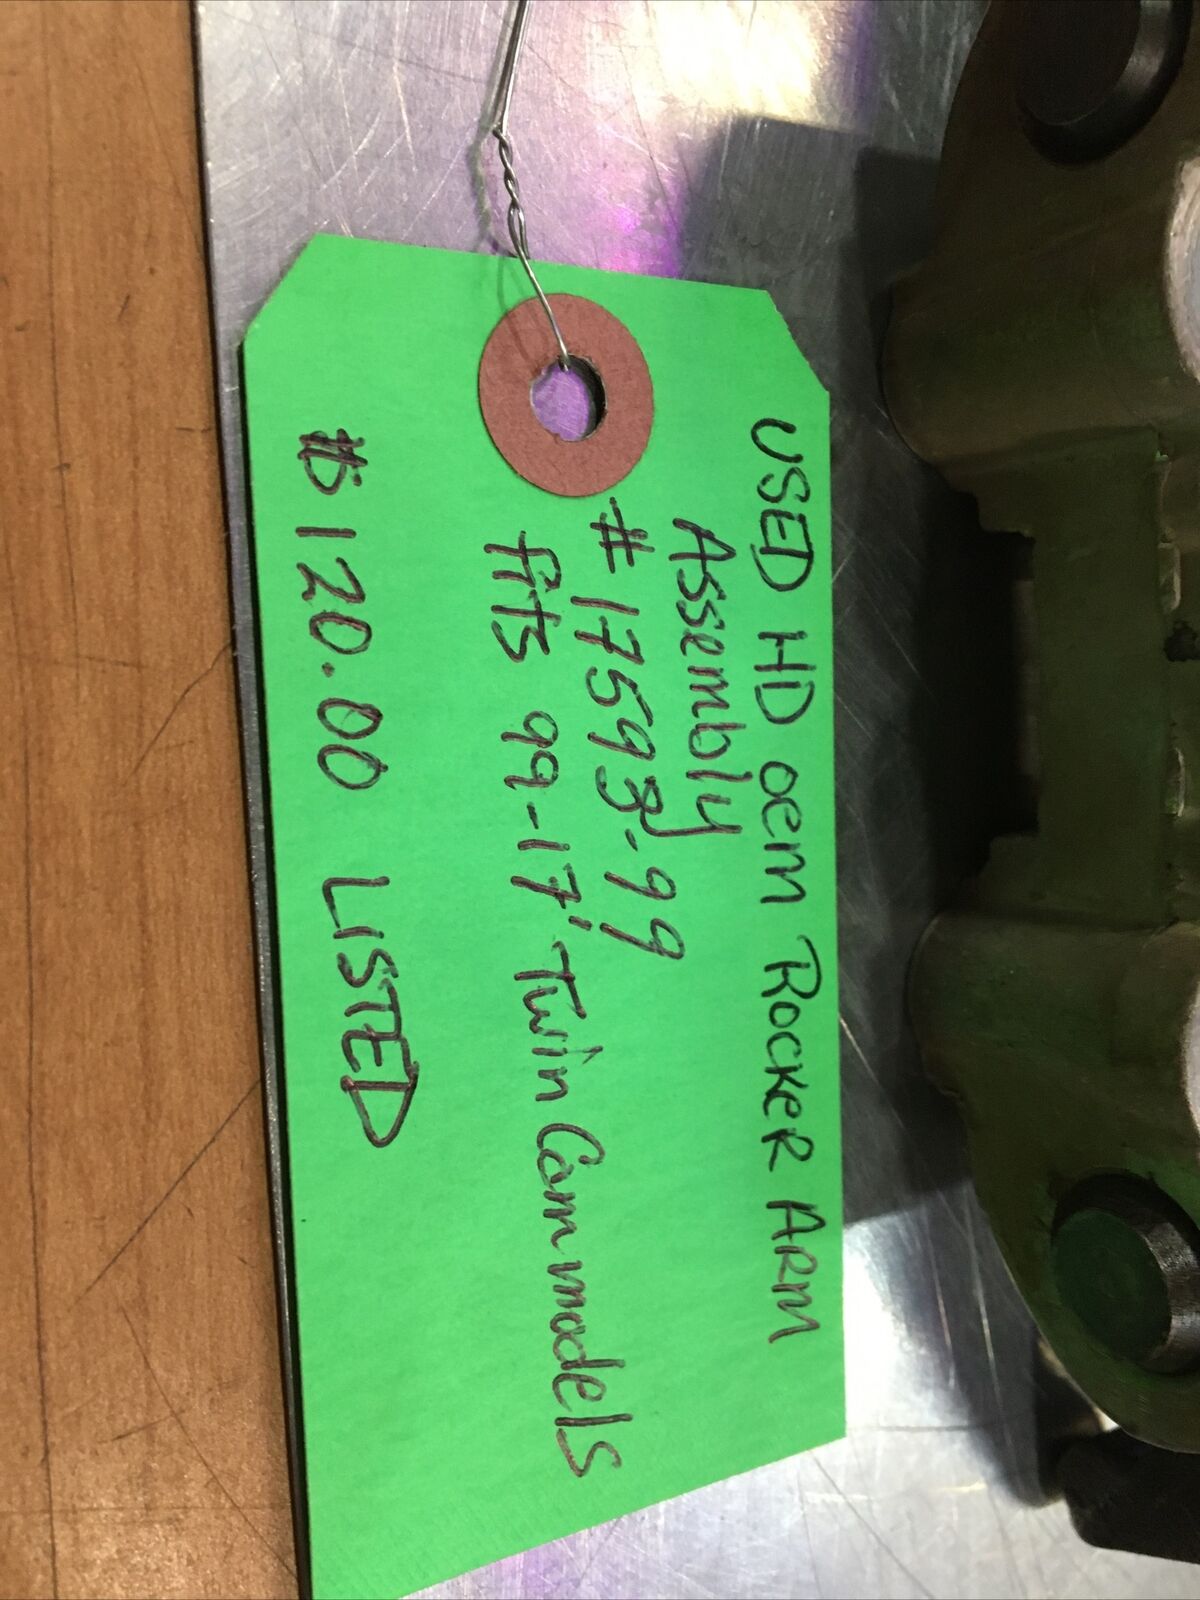 USED HD oem ROCKER ARM
Assembly
# 17593-99
fits 99-17' Twin Cam models
$120.00 LISTED